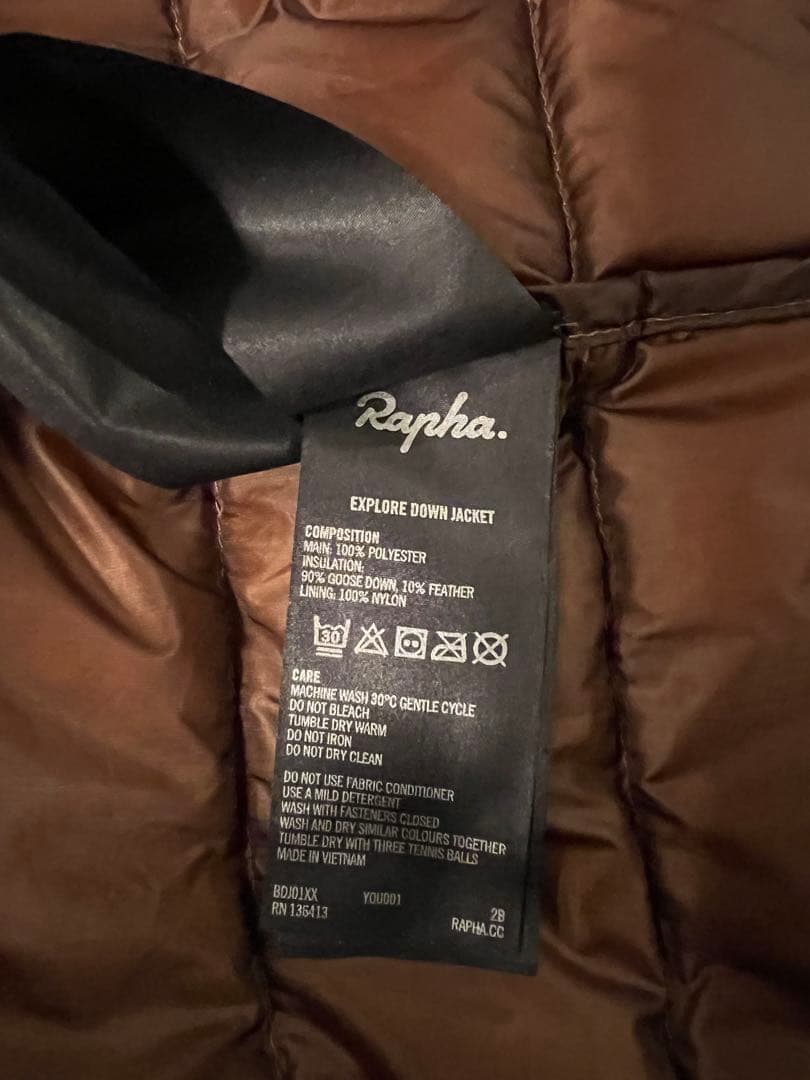 Rapha.
EXPLORE DOWN JACKET
COMPOSITION
MAIN: 100% POLYESTER
INSULATION:
90% GOOSE DOWN, 10% FEATHER
LINING: 100% NYLON
30
CARE
MACHINE WASH 30°C GENTLE CYCLE
DO NOT BLEACH
TUMBLE DRY WARM
DO NOT IRON
DO NOT DRY CLEAN
DO NOT USE FABRIC CONDITIONER
USE A MILD DETERGENT
WASH WITH FASTENERS CLOSED
WASH AND DRY SIMILAR COLOURS TOGETHER
TUMBLE DRY WITH THREE TENNIS BALLS
MADE IN VIETNAM
BDJ01XX YOU001
RN 136413 2B
RAPHA.CC